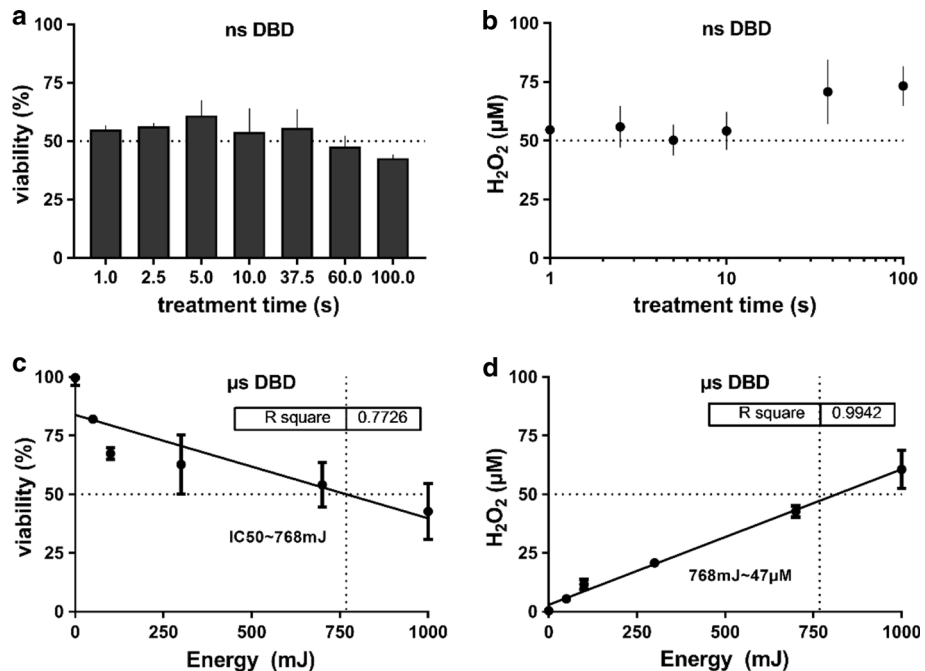 a
ns DBD
100
75
50
25
0
viability (%)
1.0 2.5 5.0 10.0 37.5 60.0 100.0
treatment time (s)
b
ns DBD
100
75
50
25
0
H₂O₂ (µM)
1 10 100
treatment time (s)
c
µs DBD
R square 0.7726
100
75
50
25
0
viability (%)
IC50~768mJ
0 250 500 750 1000
Energy (mJ)
d
µs DBD
R square 0.9942
100
75
50
25
0
H₂O₂ (µM)
768mJ~47µM
0 250 500 750 1000
Energy (mJ)